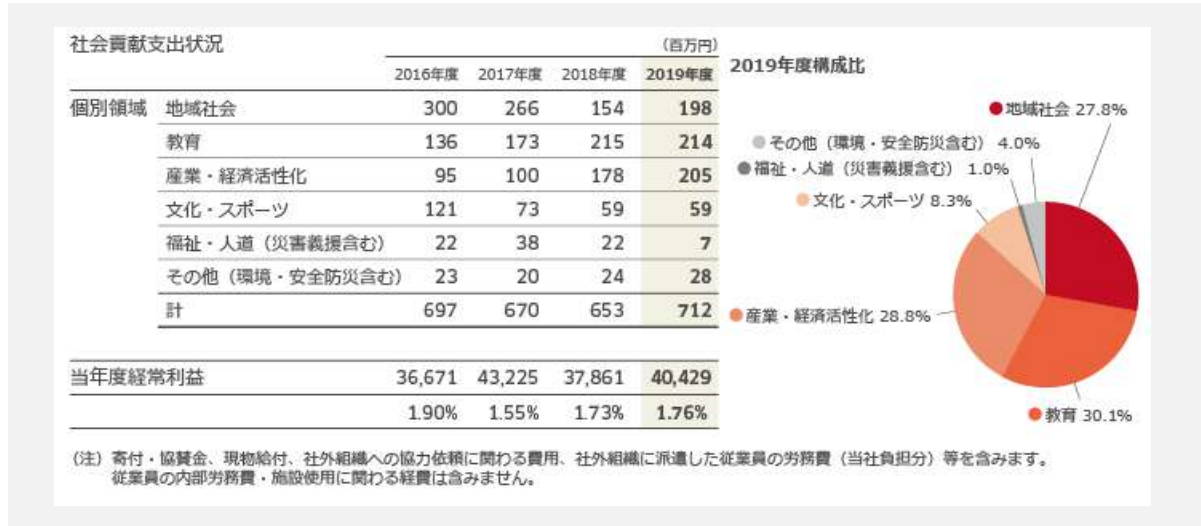 社会貢献支出状況
（百万円）
2016年度 2017年度 2018年度 2019年度
個別領域 地域社会 300 266 154 198
教育 136 173 215 214
産業・経済活性化 95 100 178 205
文化・スポーツ 121 73 59 59
福祉・人道（災害義援含む） 22 38 22 7
その他（環境・安全防災含む） 23 20 24 28
計 697 670 653 712
当年度経常利益 36,671 43,225 37,861 40,429
1.90% 1.55% 1.73% 1.76%
2019年度構成比
地域社会 27.8%
その他（環境・安全防災含む） 4.0%
福祉・人道（災害義援含む） 1.0%
文化・スポーツ 8.3%
産業・経済活性化 28.8%
教育 30.1%
（注）寄付・協賛金、現物給付、社外組織への協力依頼に関わる費用、社外組織に派遣した従業員の労務費（当社負担分）等を含みます。
従業員の内部労務費・施設使用に関わる経費は含みません。